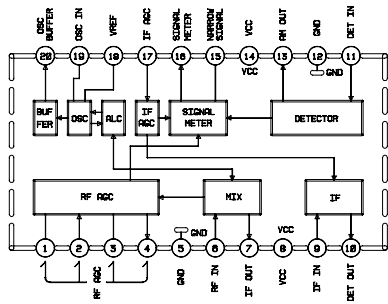 OSC BUFFER
OSC IN
VREF
IF AGC
SIGNAL METER
NARROW SIGNAL
VCC
AM OUT
GND
DET IN
20
19
18
17
16
15
14
13
12
11
VCC
GND
BUF FER
OSC
ALC
IF AGC
SIGNAL METER
DETECTOR
RF AGC
MIX
IF
GND
VCC
1
2
3
4
5
6
7
8
9
10
RF AGC
GND
RF IN
IF OUT
VCC
IF IN
DET OUT